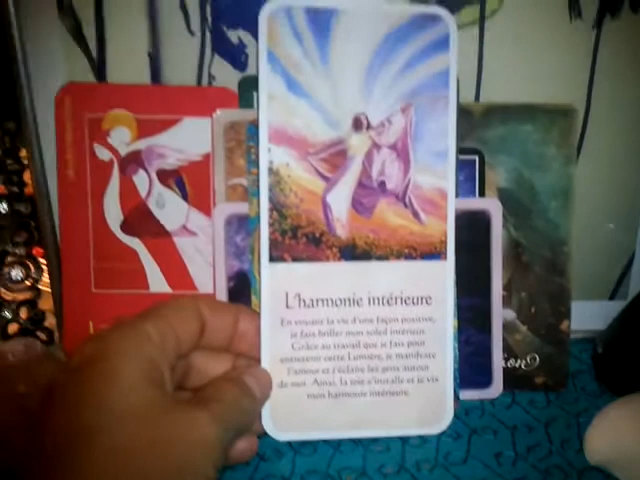 L'harmonie intérieure
En vivant la vie d'une façon positive,
je fais briller mon soleil intérieur.
Grâce au travail que je fais pour
entretenir cette Lumière, je manifeste
l'amour et j'éclaire les gens autour
de moi. Ainsi, la joie s'installe et je vis
mon harmonie intérieure.